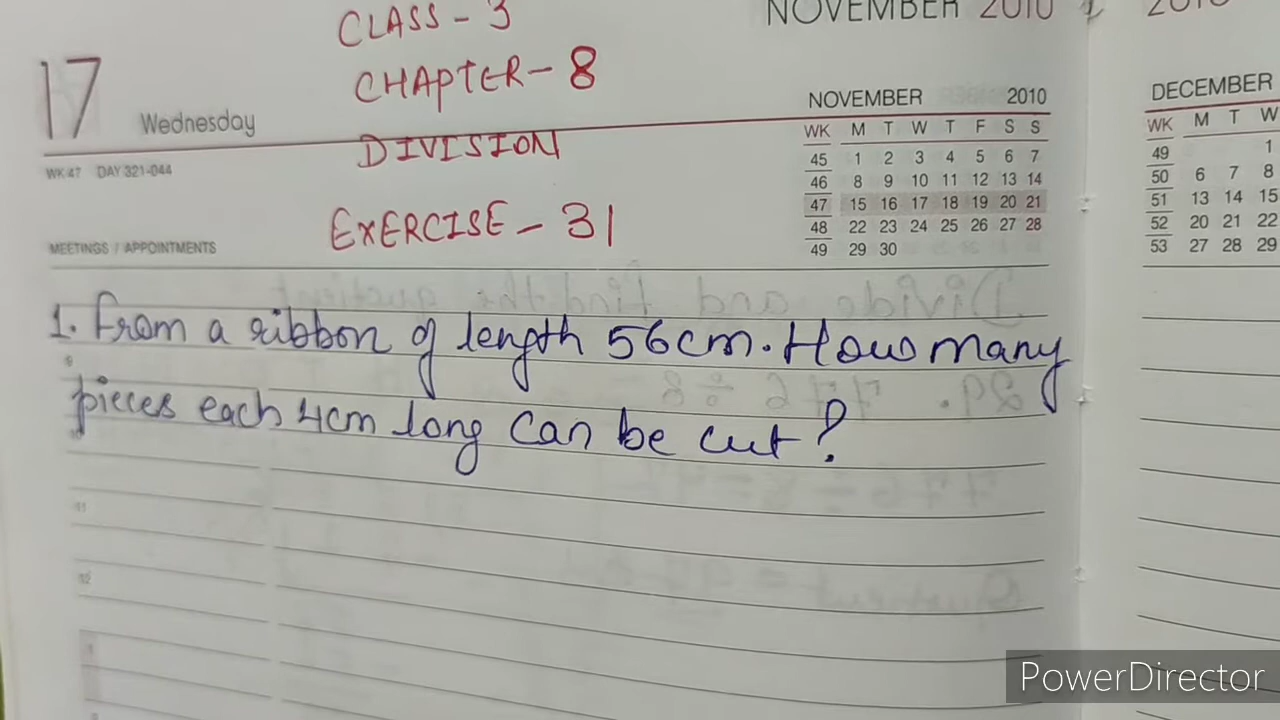 CLASS - 3
NOVEMBER 2010
CHAPTER - 8
17 Wednesday
DIVISION
WK 47 DAY 321-044
EXERCISE - 31
MEETINGS / APPOINTMENTS
NOVEMBER 2010
WK M T W T F S S
45 1 2 3 4 5 6 7
46 8 9 10 11 12 13 14
47 15 16 17 18 19 20 21
48 22 23 24 25 26 27 28
49 29 30
DECEMBER
WK M T W
49 1
50 6 7 8
51 13 14 15
52 20 21 22
53 27 28 29
1. From a ribbon of length 56cm. How many
pieces each 4cm long can be cut?
11
12
PowerDirector